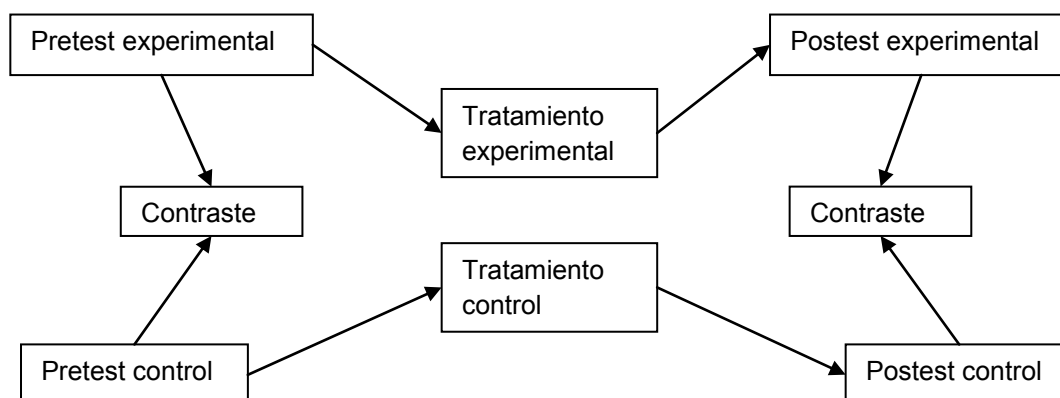 Pretest experimental
Postest experimental
Tratamiento
experimental
Contraste
Contraste
Tratamiento
control
Pretest control
Postest control